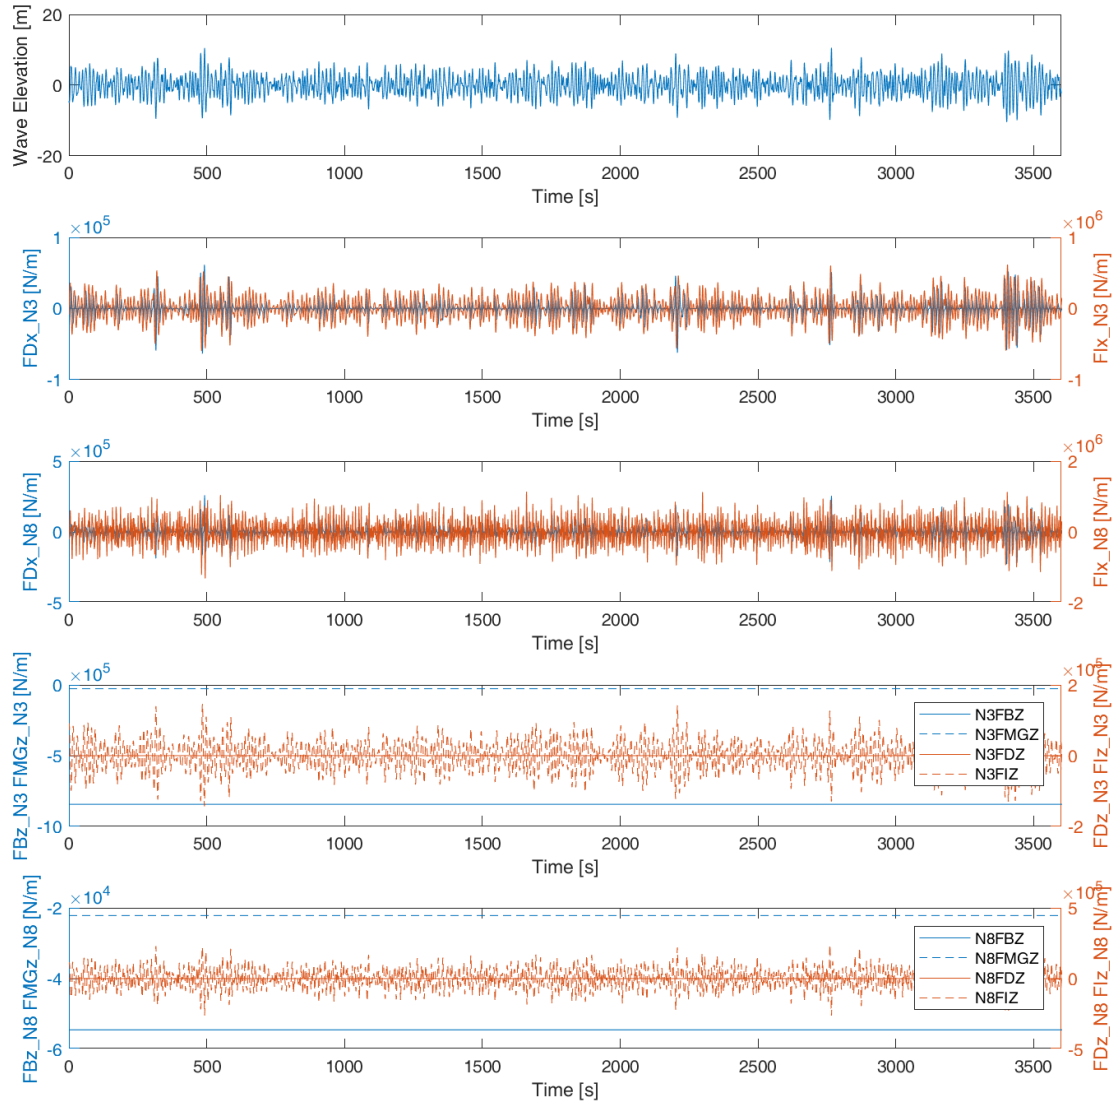 Wave Elevation [m]
20
0
-20
0 500 1000 1500 2000 2500 3000 3500
Time [s]
×10^5
×10^6
FDx_N3 [N/m]
1
0
-1
FIx_N3 [N/m]
1
0
-1
0 500 1000 1500 2000 2500 3000 3500
Time [s]
×10^5
×10^6
FDx_N8 [N/m]
5
0
-5
FIx_N8 [N/m]
2
0
-2
0 500 1000 1500 2000 2500 3000 3500
Time [s]
×10^5
×10^5
FBz_N3 FMGz_N3 [N/m]
0
-5
-10
FDz_N3 FIz_N3 [N/m]
2
0
-2
N3FBZ
N3FMGZ
N3FDZ
N3FIZ
0 500 1000 1500 2000 2500 3000 3500
Time [s]
×10^4
×10^5
FBz_N8 FMGz_N8 [N/m]
-2
-4
-6
FDz_N8 FIz_N8 [N/m]
5
0
-5
N8FBZ
N8FMGZ
N8FDZ
N8FIZ
0 500 1000 1500 2000 2500 3000 3500
Time [s]